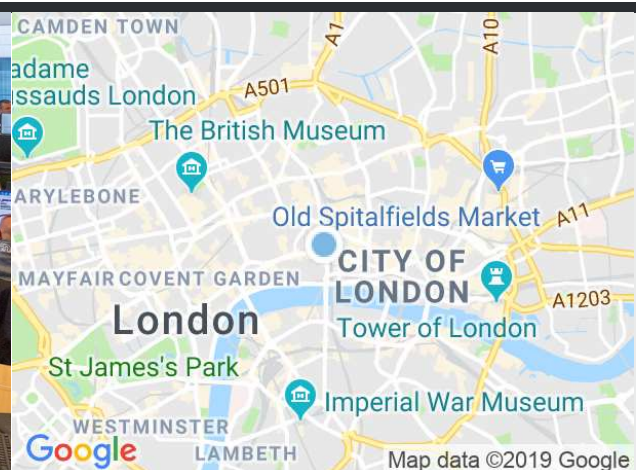 CAMDEN TOWN
A1
A10
adame
ussauds London
A501
The British Museum
ARYLEBONE
Old Spitalfields Market
A11
CITY OF
LONDON
MAYFAIR
COVENT GARDEN
A1203
London
Tower of London
St James's Park
Imperial War Museum
WESTMINSTER
LAMBETH
Google
Map data ©2019 Google